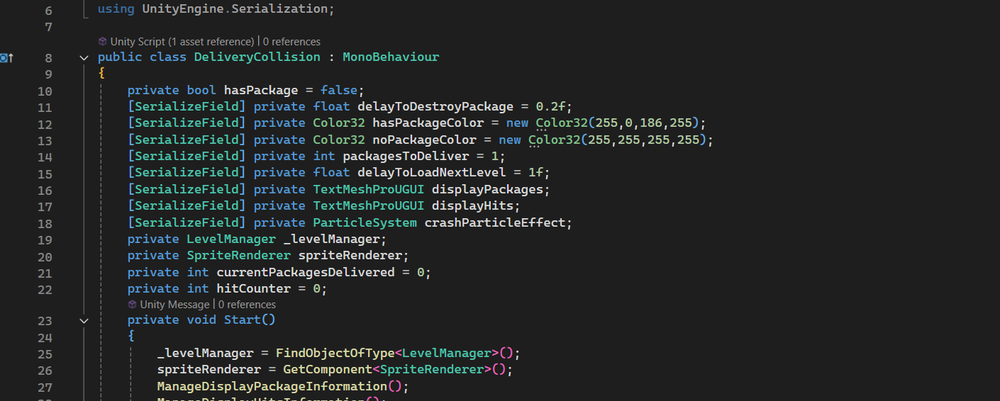 6 using UnityEngine.Serialization;
7
Unity Script (1 asset reference) | 0 references
8 public class DeliveryCollision : MonoBehaviour
9 {
10 private bool hasPackage = false;
11 [SerializeField] private float delayToDestroyPackage = 0.2f;
12 [SerializeField] private Color32 hasPackageColor = new Color32(255,0,186,255);
13 [SerializeField] private Color32 noPackageColor = new Color32(255,255,255,255);
14 [SerializeField] private int packagesToDeliver = 1;
15 [SerializeField] private float delayToLoadNextLevel = 1f;
16 [SerializeField] private TextMeshProUGUI displayPackages;
17 [SerializeField] private TextMeshProUGUI displayHits;
18 [SerializeField] private ParticleSystem crashParticleEffect;
19 private LevelManager _levelManager;
20 private SpriteRenderer spriteRenderer;
21 private int currentPackagesDelivered = 0;
22 private int hitCounter = 0;
Unity Message | 0 references
23 private void Start()
24 {
25 _levelManager = FindObjectOfType<LevelManager>();
26 spriteRenderer = GetComponent<SpriteRenderer>();
27 ManageDisplayPackageInformation();
28 ManageDisplayHitsInformation();